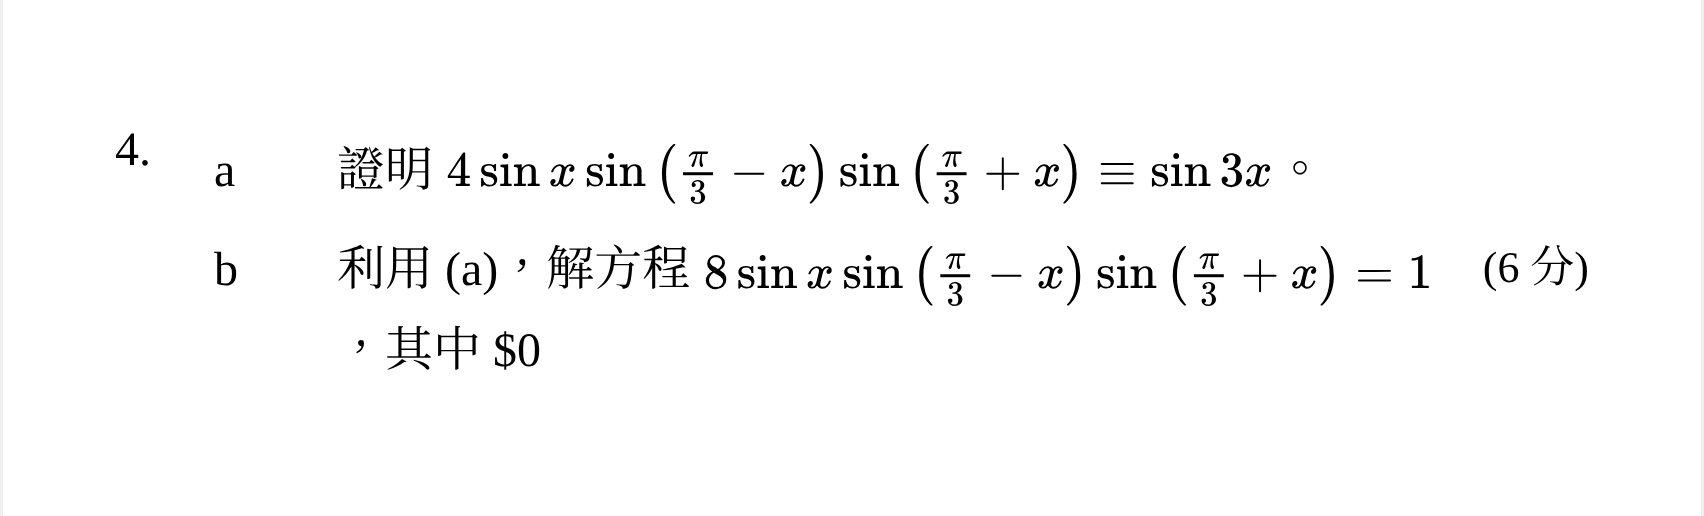 4. a 證明 4 sin x sin (π/3 − x) sin (π/3 + x) ≡ sin 3x。
b 利用 (a)，解方程 8 sin x sin (π/3 − x) sin (π/3 + x) = 1 (6 分)
，其中 $0